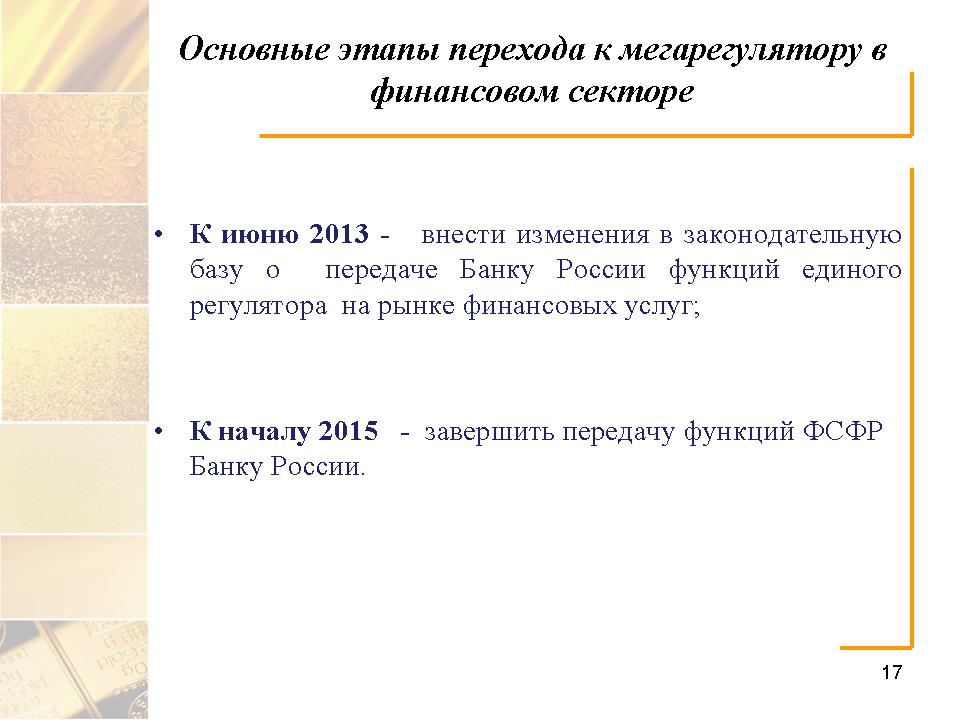 Основные этапы перехода к мегарегулятору в
финансовом секторе
• К июню 2013 - внести изменения в законодательную
базу о передаче Банку России функций единого
регулятора на рынке финансовых услуг;
• К началу 2015 - завершить передачу функций ФСФР
Банку России.
17